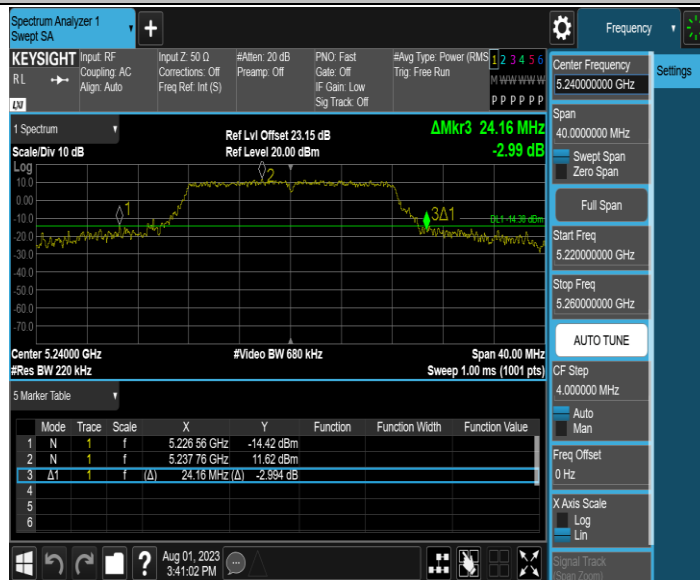 Spectrum Analyzer 1
Swept SA
+
Frequency
KEYSIGHT
RL
LXI
Input: RF
Coupling: AC
Align: Auto
Input Z: 50 Ω
Corrections: Off
Freq Ref: Int (S)
#Atten: 20 dB
Preamp: Off
PNO: Fast
Gate: Off
IF Gain: Low
Sig Track: Off
#Avg Type: Power (RMS
Trig: Free Run
1 2 3 4 5 6
M W W W W W
P P P P P P
1 Spectrum
Scale/Div 10 dB
Ref Lvl Offset 23.15 dB
Ref Level 20.00 dBm
ΔMkr3 24.16 MHz
-2.99 dB
Log
10.0
0.00
-10.0
-20.0
-30.0
-40.0
-50.0
-60.0
-70.0
1
2
3Δ1
DL1 -14.38 dBm
Center 5.24000 GHz
#Video BW 680 kHz
Span 40.00 MHz
#Res BW 220 kHz
Sweep 1.00 ms (1001 pts)
5 Marker Table
Mode Trace Scale X Y Function Function Width Function Value
1 N 1 f 5.226 56 GHz -14.42 dBm
2 N 1 f 5.237 76 GHz 11.62 dBm
3 Δ1 1 f (Δ) 24.16 MHz (Δ) -2.994 dB
4
5
6
?
Aug 01, 2023
3:41:02 PM
Settings
Center Frequency
5.240000000 GHz
Span
40.0000000 MHz
Swept Span
Zero Span
Full Span
Start Freq
5.220000000 GHz
Stop Freq
5.260000000 GHz
AUTO TUNE
CF Step
4.000000 MHz
Auto
Man
Freq Offset
0 Hz
X Axis Scale
Log
Lin
Signal Track
(Span Zoom)